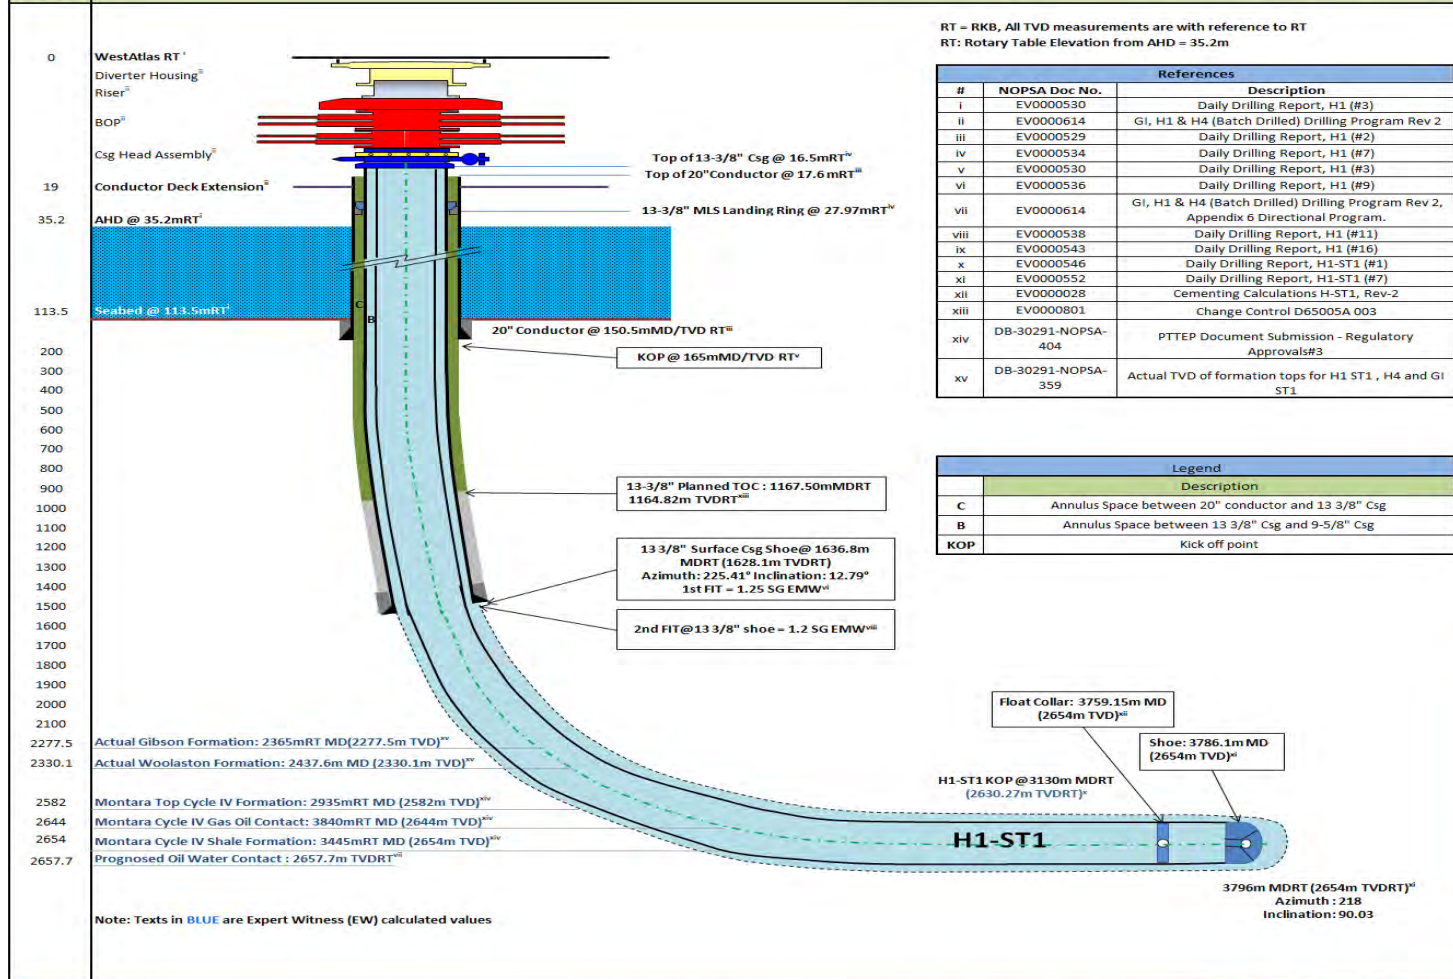 RT = RKB, All TVD measurements are with reference to RT
RT: Rotary Table Elevation from AHD = 35.2m
0
WestAtlas RT i
Diverter Housing ii
Riser ii
BOP ii
Csg Head Assembly ii
19
Conductor Deck Extension ii
35.2
AHD @ 35.2mRT i
113.5
Seabed @ 113.5mRT i
200
300
400
500
600
700
800
900
1000
1100
1200
1300
1400
1500
1600
1700
1800
1900
2000
2100
2277.5
Actual Gibson Formation: 2365mRT MD(2277.5m TVD) xv
2330.1
Actual Woolaston Formation: 2437.6m MD (2330.1m TVD) xv
2582
Montara Top Cycle IV Formation: 2935mRT MD (2582m TVD) xiv
2644
Montara Cycle IV Gas Oil Contact: 3840mRT MD (2644m TVD) xiv
2654
Montara Cycle IV Shale Formation: 3445mRT MD (2654m TVD) xiv
2657.7
Prognosed Oil Water Contact : 2657.7m TVDRT vii
Note: Texts in BLUE are Expert Witness (EW) calculated values
Top of 13-3/8" Csg @ 16.5mRT iv
Top of 20"Conductor @ 17.6 mRT iii
13-3/8" MLS Landing Ring @ 27.97mRT iv
C
B
20" Conductor @ 150.5mMD/TVD RT iii
KOP @ 165mMD/TVD RT v
13-3/8" Planned TOC : 1167.50mMDRT
1164.82m TVDRT xiii
13 3/8" Surface Csg Shoe@ 1636.8m
MDRT (1628.1m TVDRT)
Azimuth: 225.41° Inclination: 12.79°
1st FIT = 1.25 SG EMW vi
2nd FIT@13 3/8" shoe = 1.2 SG EMW viii
Float Collar: 3759.15m MD
(2654m TVD) xii
Shoe: 3786.1m MD
(2654m TVD) xi
H1-ST1 KOP @3130m MDRT
(2630.27m TVDRT) x
H1-ST1
3796m MDRT (2654m TVDRT) xi
Azimuth : 218
Inclination: 90.03
References
# NOPSA Doc No. Description
i EV0000530 Daily Drilling Report, H1 (#3)
ii EV0000614 GI, H1 & H4 (Batch Drilled) Drilling Program Rev 2
iii EV0000529 Daily Drilling Report, H1 (#2)
iv EV0000534 Daily Drilling Report, H1 (#7)
v EV0000530 Daily Drilling Report, H1 (#3)
vi EV0000536 Daily Drilling Report, H1 (#9)
vii EV0000614 GI, H1 & H4 (Batch Drilled) Drilling Program Rev 2,
Appendix 6 Directional Program.
viii EV0000538 Daily Drilling Report, H1 (#11)
ix EV0000543 Daily Drilling Report, H1 (#16)
x EV0000546 Daily Drilling Report, H1-ST1 (#1)
xi EV0000552 Daily Drilling Report, H1-ST1 (#7)
xii EV0000028 Cementing Calculations H-ST1, Rev-2
xiii EV0000801 Change Control D65005A 003
xiv DB-30291-NOPSA-
404 PTTEP Document Submission - Regulatory
Approvals#3
xv DB-30291-NOPSA-
359 Actual TVD of formation tops for H1 ST1 , H4 and GI
ST1
Legend
Description
C Annulus Space between 20" conductor and 13 3/8" Csg
B Annulus Space between 13 3/8" Csg and 9-5/8" Csg
KOP Kick off point